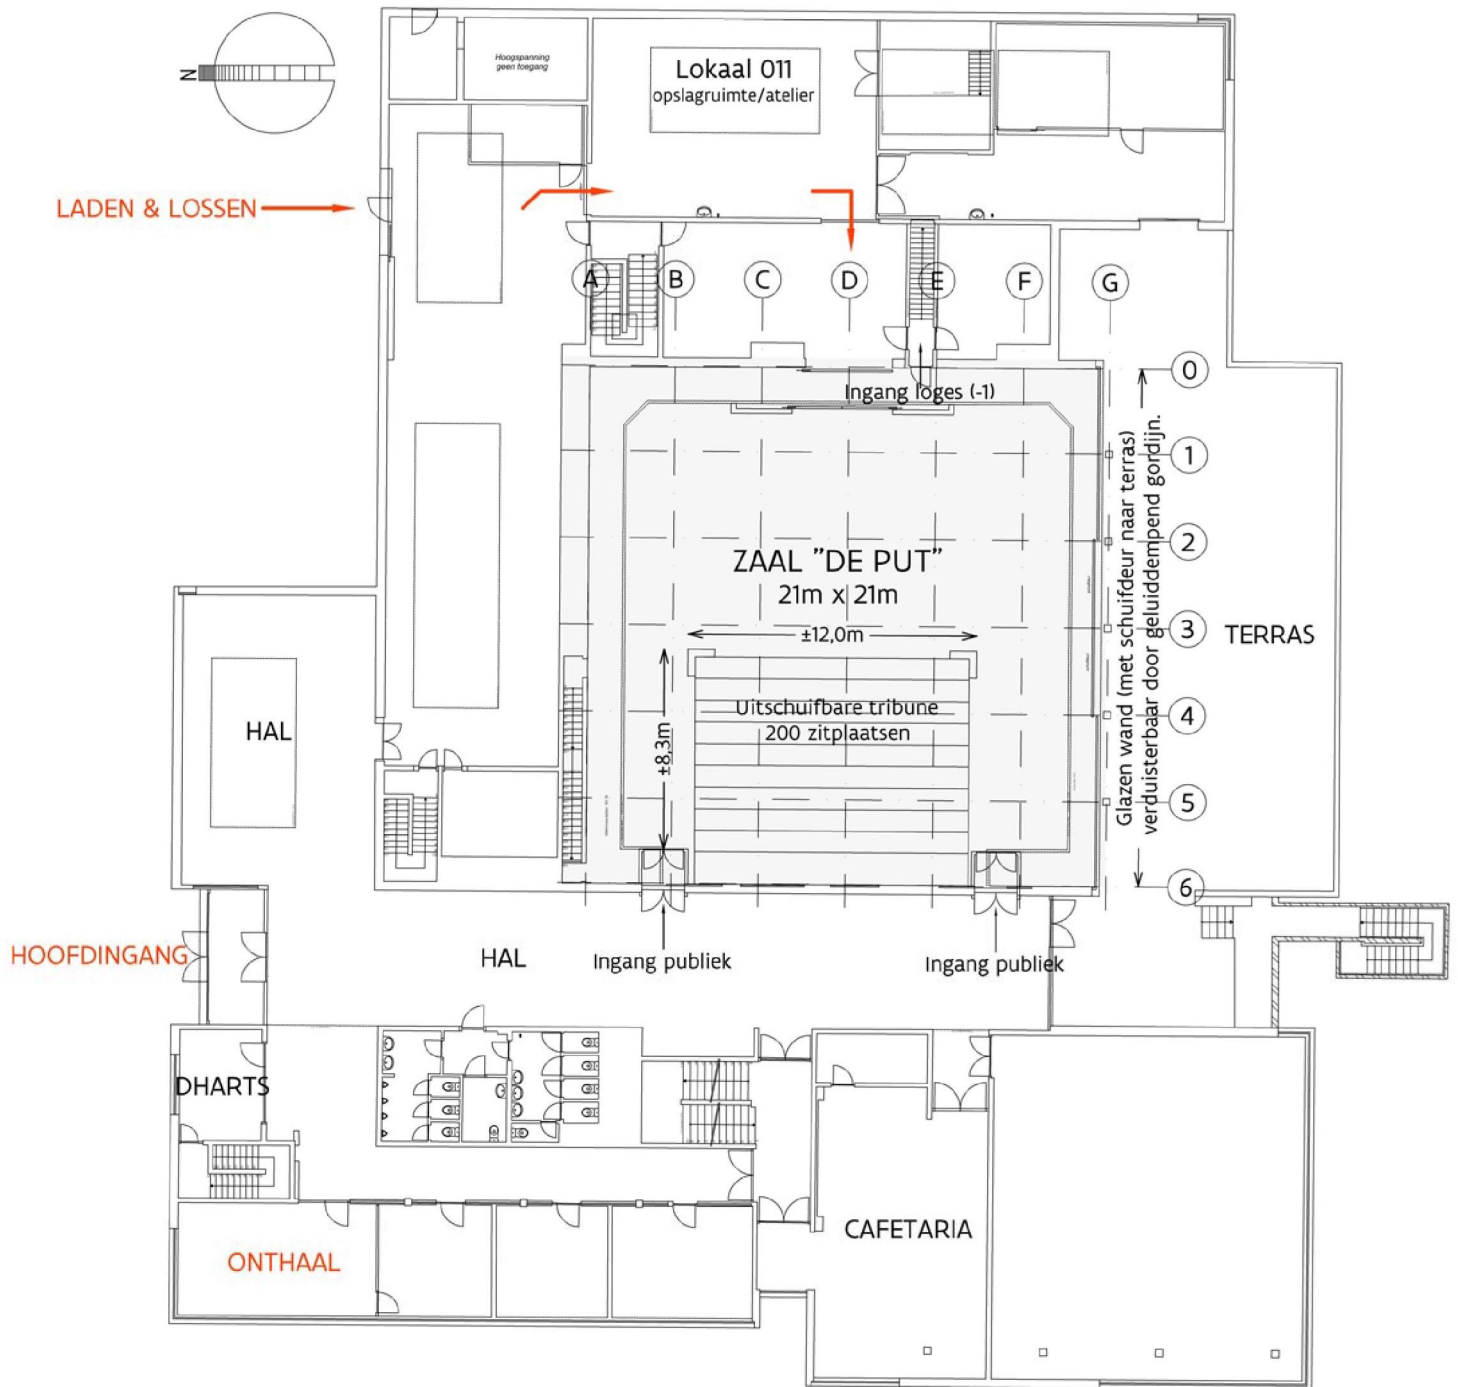 N
Hoogspanning
geen toegang
Lokaal 011
opslagruimte/atelier
LADEN & LOSSEN
A
B
C
D
E
F
G
0
Ingang loges (-1)
1
2
ZAAL "DE PUT"
21m x 21m
3
±12,0m
TERRAS
Glazen wand (met schuifdeur naar terras)
verduisterbaar door geluiddempend gordijn.
HAL
Uitschuifbare tribune
200 zitplaatsen
4
±8,3m
5
6
HOOFDINGANG
HAL
Ingang publiek
Ingang publiek
DHARTS
ONTHAAL
CAFETARIA